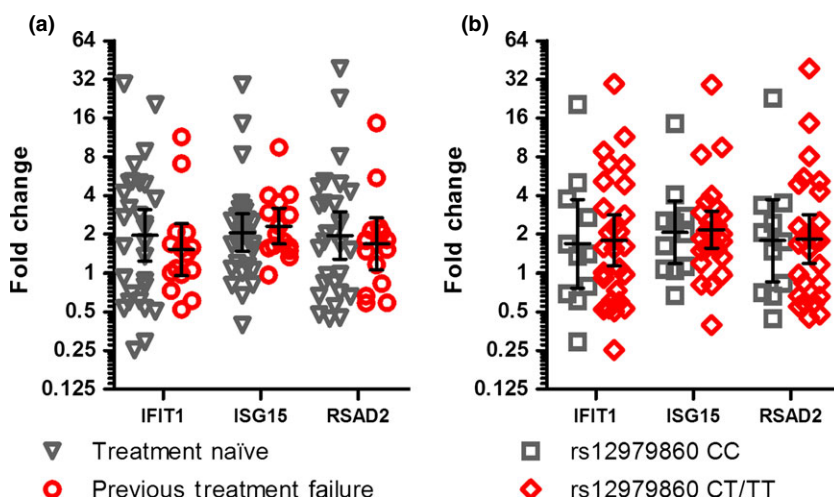 (a)
Fold change
64
32
16
8
4
2
1
0.5
0.25
0.125
IFIT1 ISG15 RSAD2
Treatment naïve
Previous treatment failure
(b)
Fold change
64
32
16
8
4
2
1
0.5
0.25
0.125
IFIT1 ISG15 RSAD2
rs12979860 CC
rs12979860 CT/TT